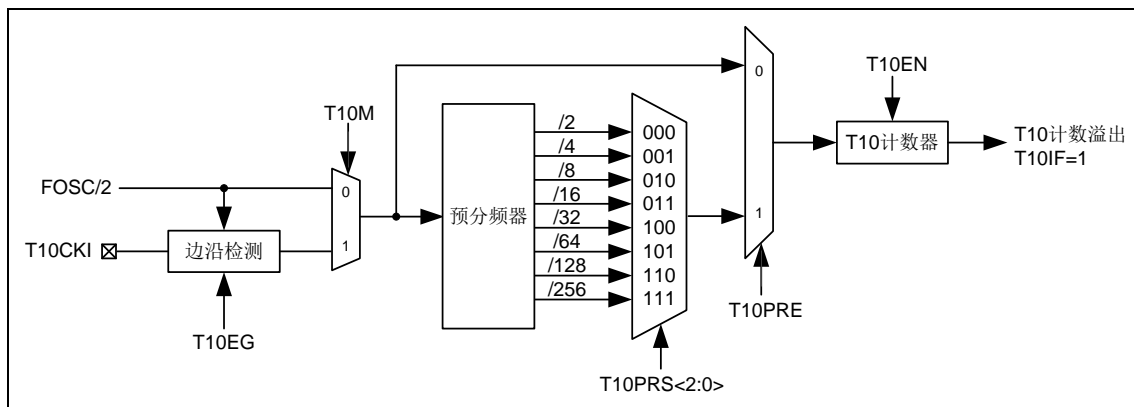 T10M
0
1
FOSC/2
T10CKI
边沿检测
T10EG
预分频器
/2
/4
/8
/16
/32
/64
/128
/256
000
001
010
011
100
101
110
111
T10PRS<2:0>
0
1
T10PRE
T10EN
T10计数器
T10计数溢出
T10IF=1